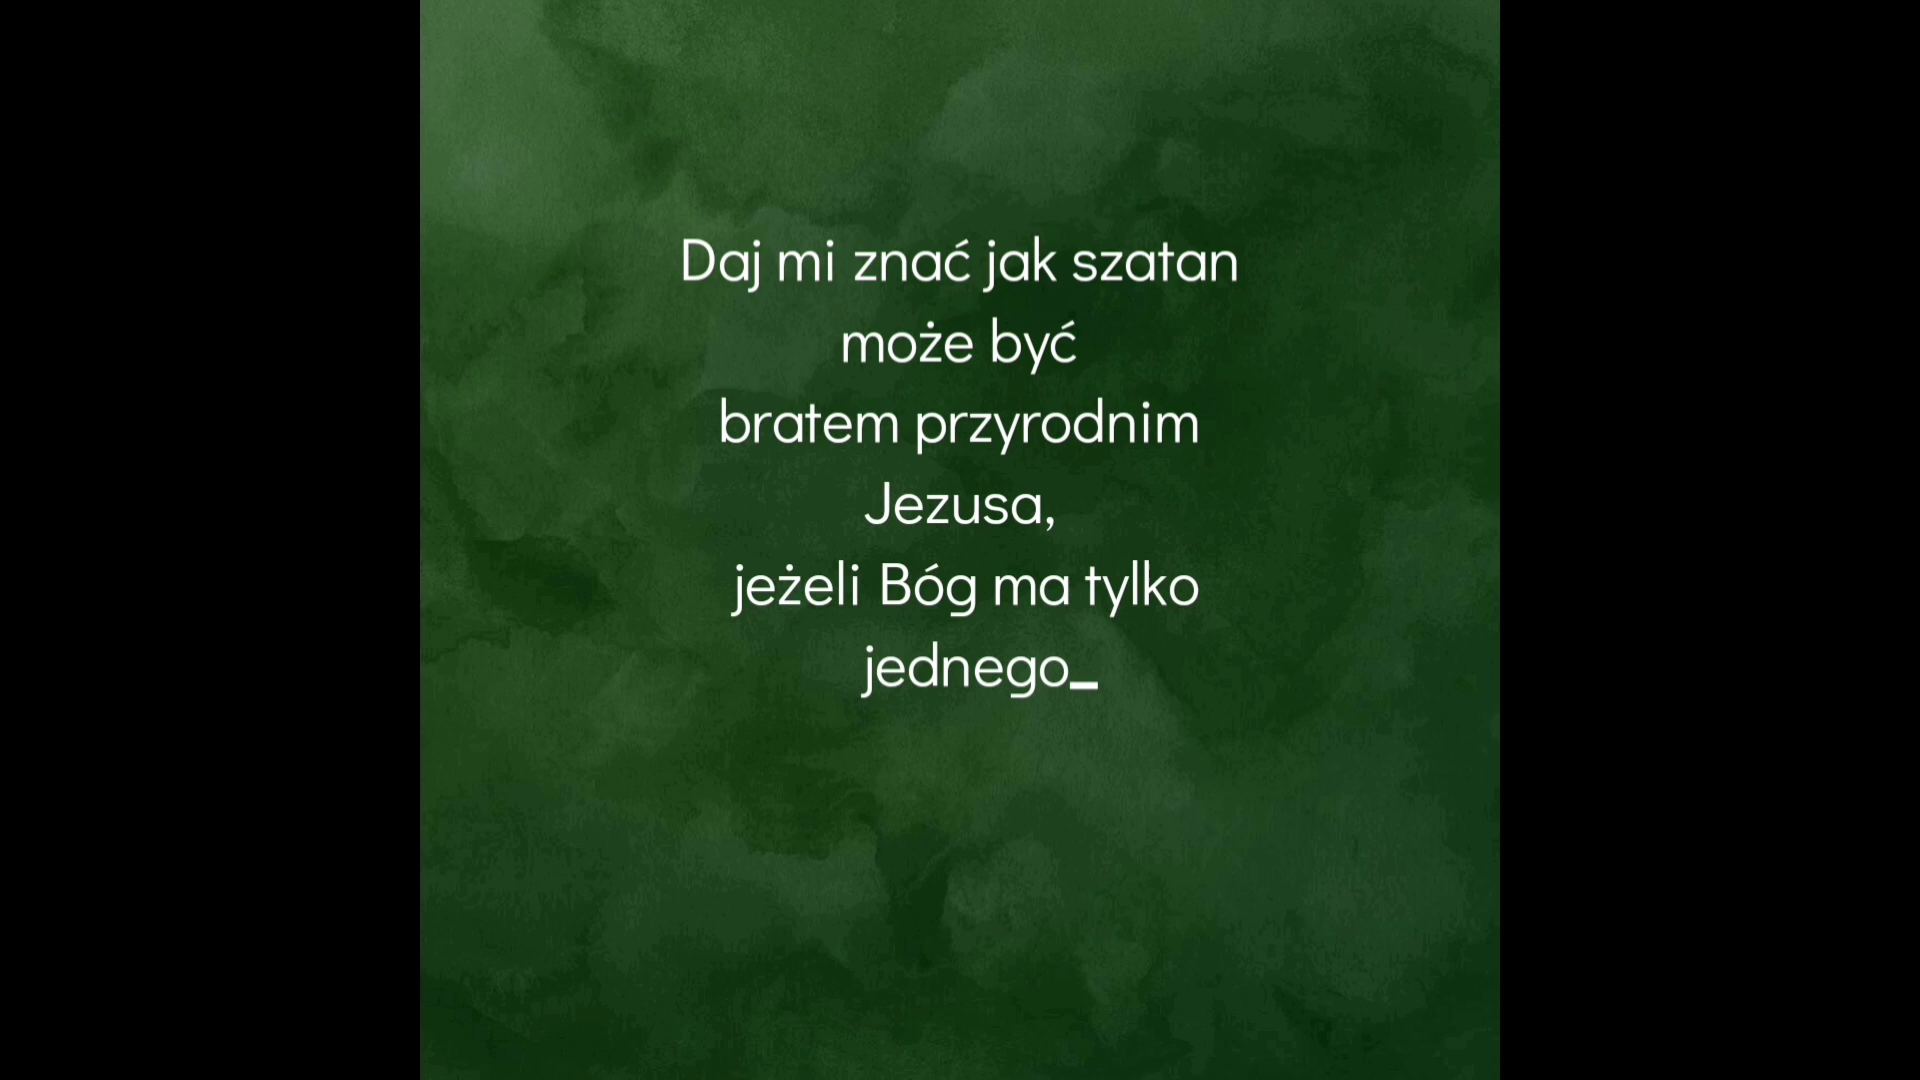 Daj mi znać jak szatan
może być
bratem przyrodnim
Jezusa,
jeżeli Bóg ma tylko
jednego_